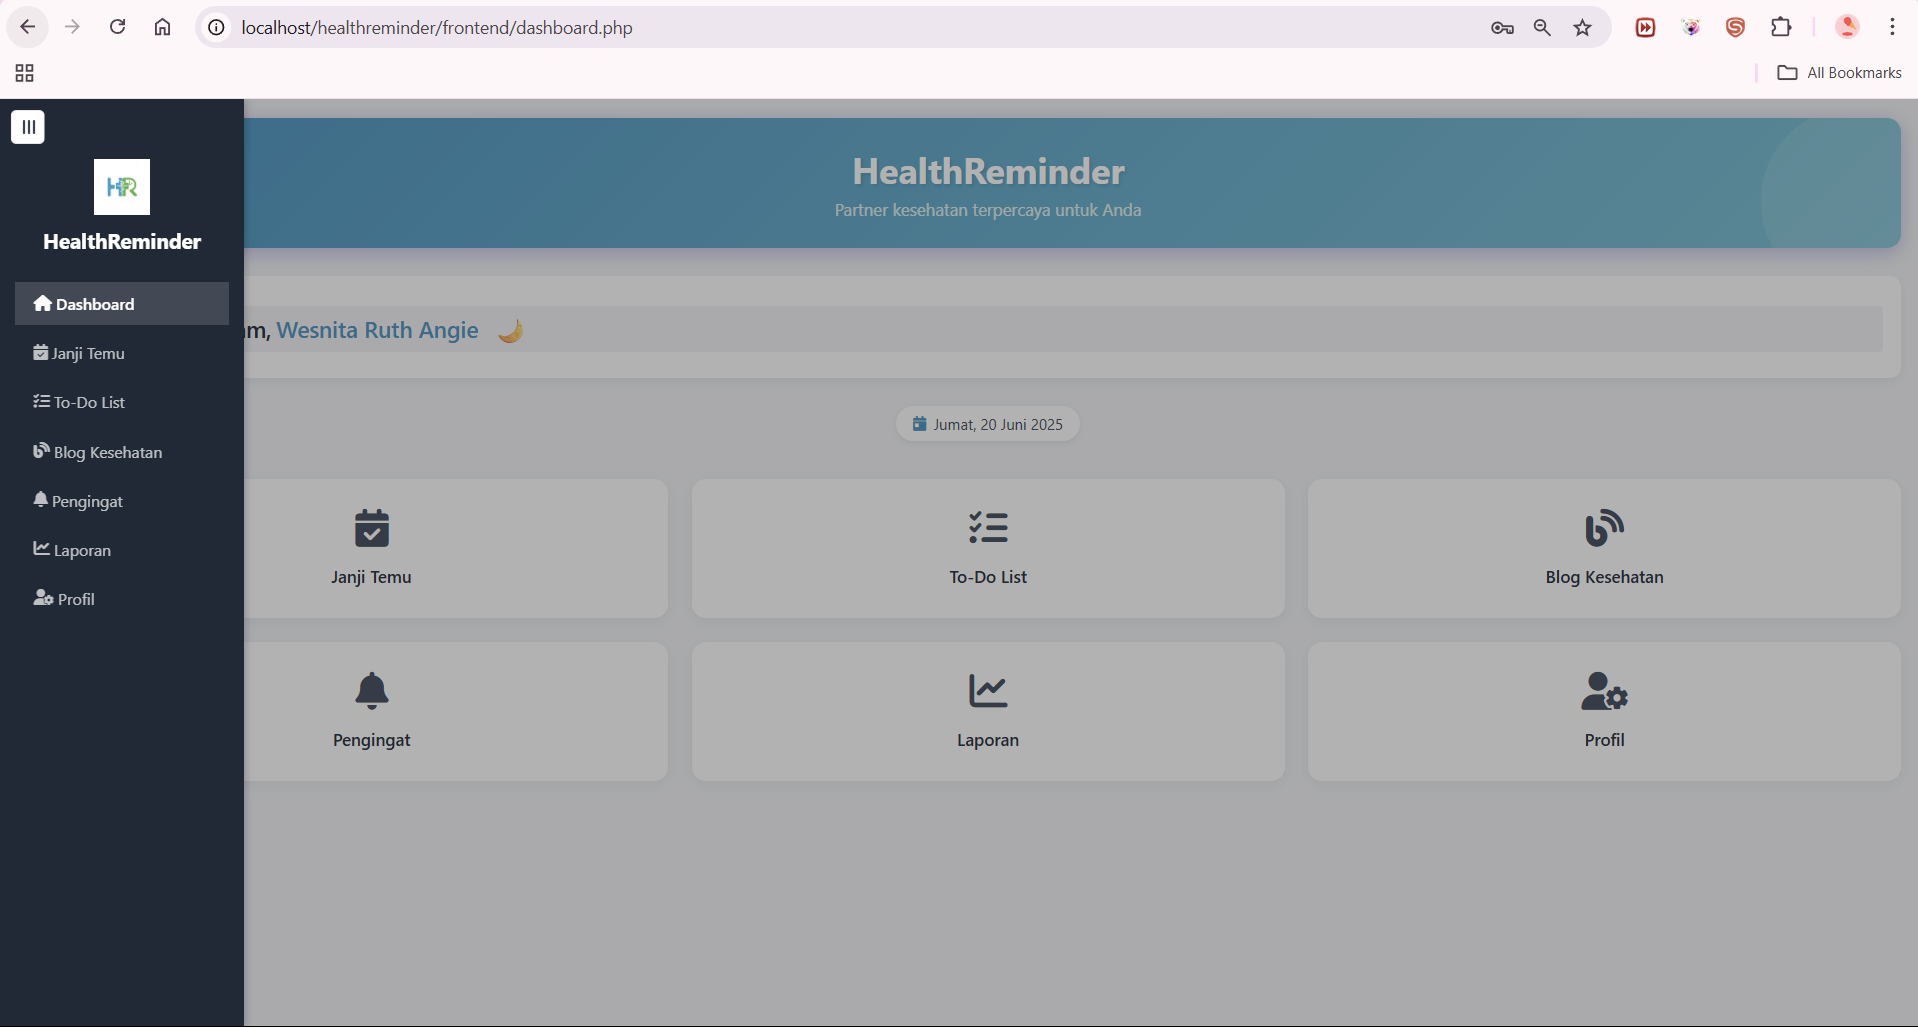 localhost/healthreminder/frontend/dashboard.php
All Bookmarks
HR
HealthReminder
Dashboard
Janji Temu
To-Do List
Blog Kesehatan
Pengingat
Laporan
Profil
HealthReminder
Partner kesehatan terpercaya untuk Anda
am, Wesnita Ruth Angie
Jumat, 20 Juni 2025
Janji Temu
To-Do List
Blog Kesehatan
Pengingat
Laporan
Profil